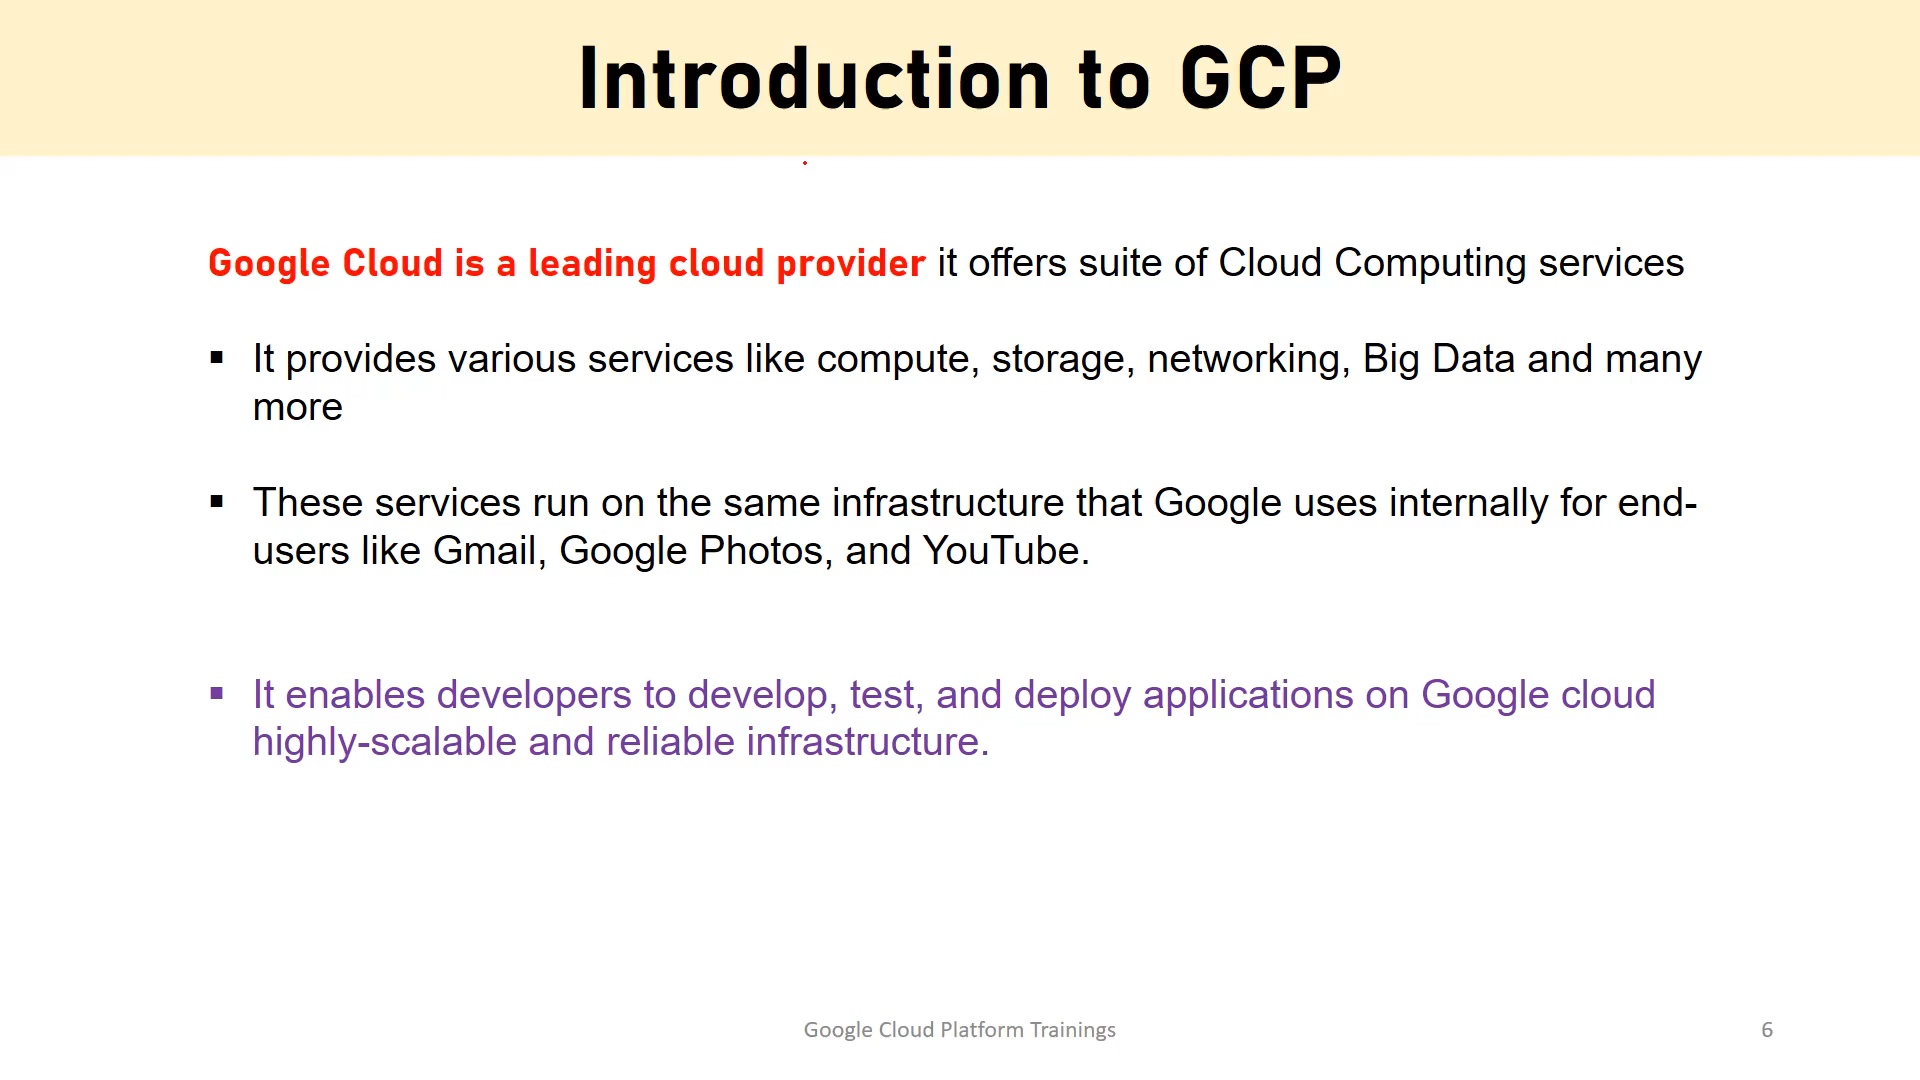 Introduction to GCP
Google Cloud is a leading cloud provider it offers suite of Cloud Computing services
▪ It provides various services like compute, storage, networking, Big Data and many
more
▪ These services run on the same infrastructure that Google uses internally for end-
users like Gmail, Google Photos, and YouTube.
▪ It enables developers to develop, test, and deploy applications on Google cloud
highly-scalable and reliable infrastructure.
Google Cloud Platform Trainings
6